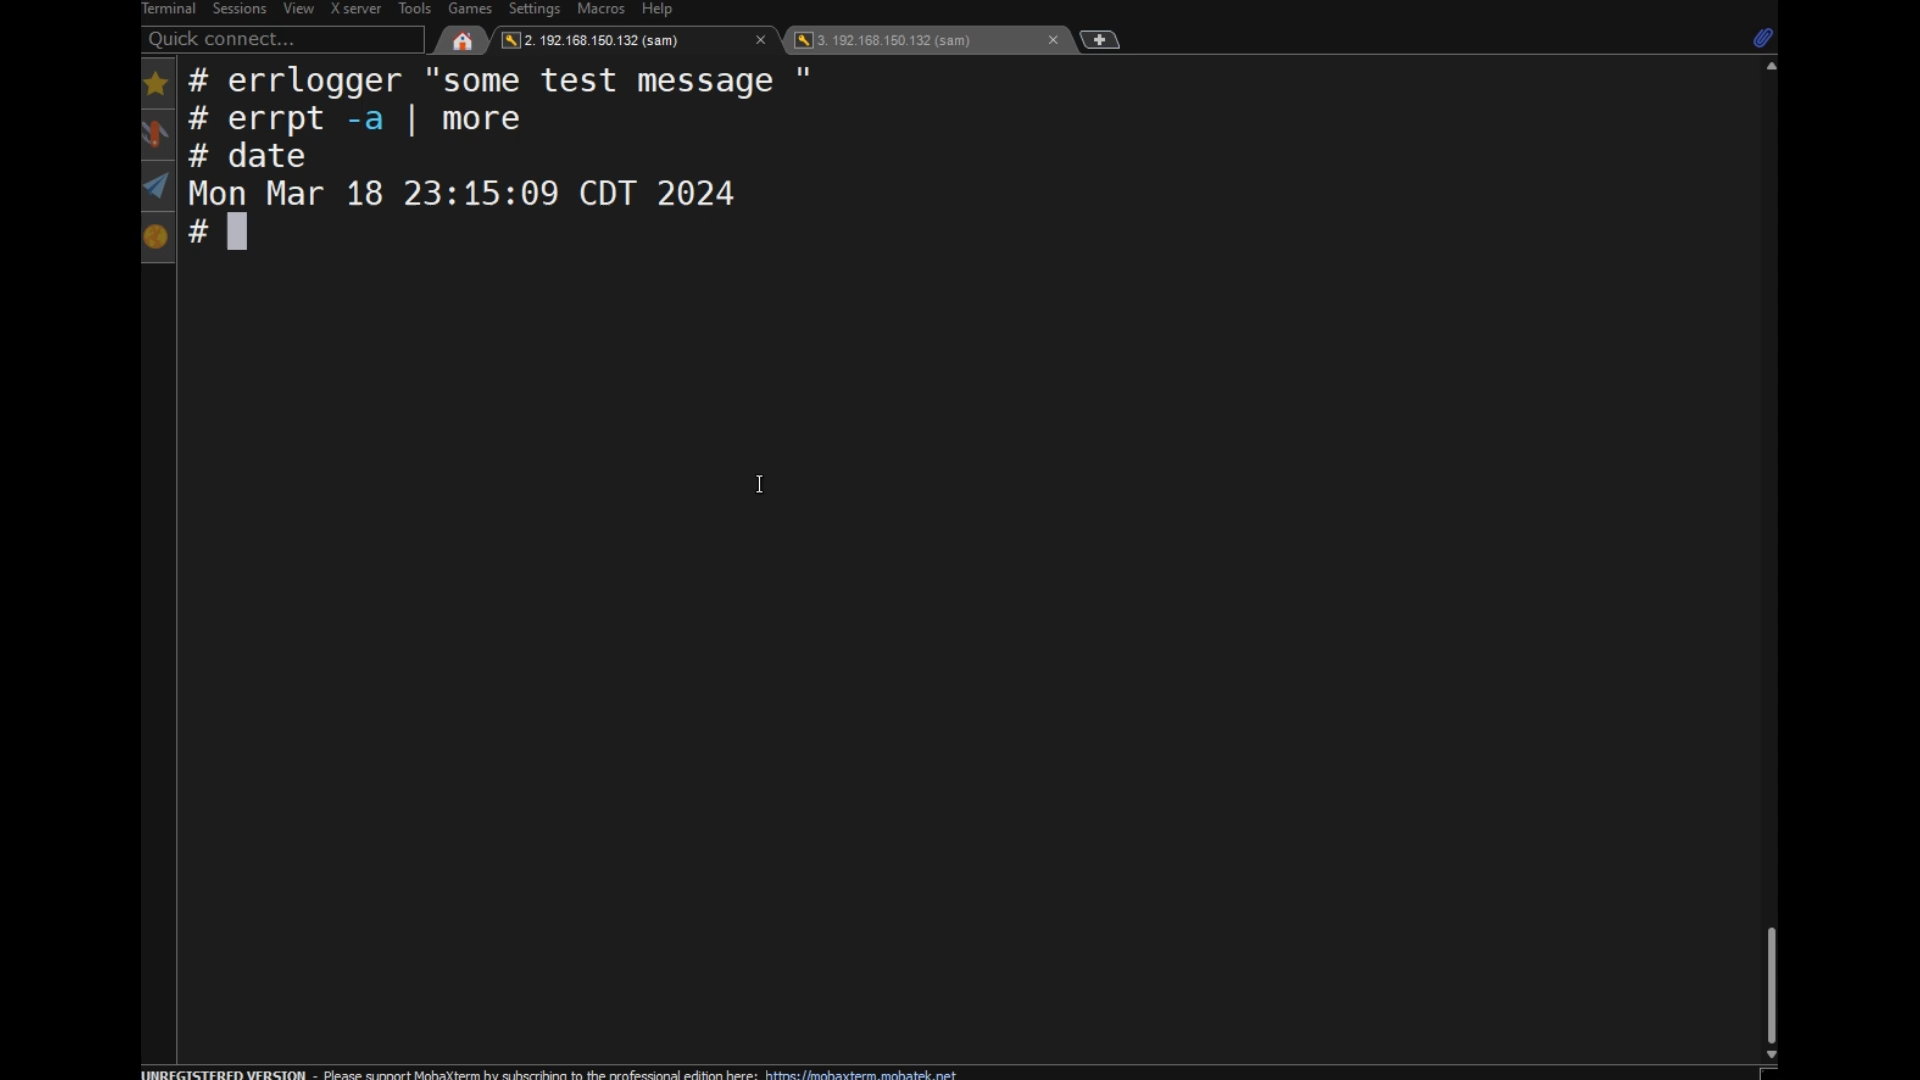 Terminal Sessions View X server Tools Games Settings Macros Help
Quick connect... 2. 192.168.150.132 (sam) 3. 192.168.150.132 (sam)
# errlogger "some test message "
# errpt -a | more
# date
Mon Mar 18 23:15:09 CDT 2024
#
UNREGISTERED VERSION - Please support MobaXterm by subscribing to the professional edition here: https://mobaxterm.mobatek.net